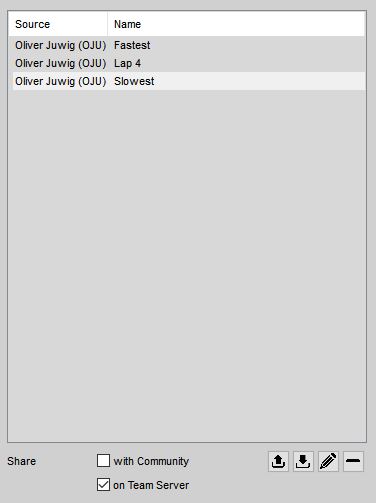 Source Name
Oliver Juwig (OJU) Fastest
Oliver Juwig (OJU) Lap 4
Oliver Juwig (OJU) Slowest
Share with Community
on Team Server